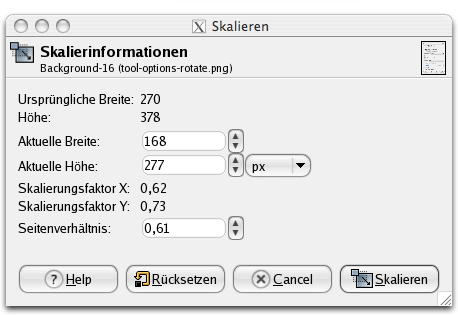 Skalieren
Skalierinformationen
Background-16 (tool-options-rotate.png)
Ursprüngliche Breite: 270
Höhe: 378
Aktuelle Breite: 168
Aktuelle Höhe: 277 px
Skalierungsfaktor X: 0,62
Skalierungsfaktor Y: 0,73
Seitenverhältnis: 0,61
Help Rücksetzen Cancel Skalieren